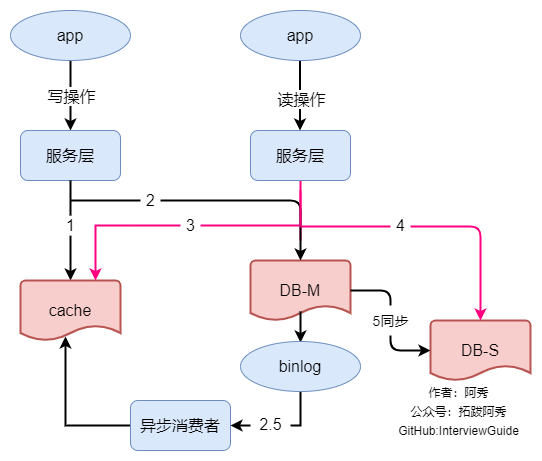 app
app
写操作
读操作
服务层
服务层
2
1
3
4
cache
DB-M
5同步
DB-S
binlog
作者：阿秀
公众号：拓跋阿秀
GitHub:InterviewGuide
异步消费者
2.5